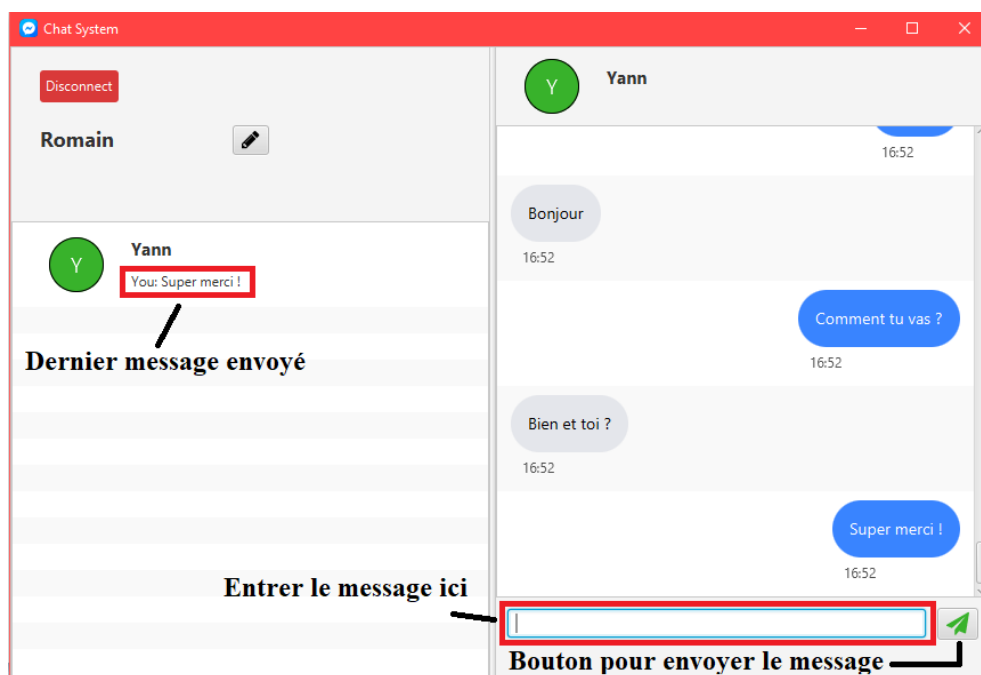 Chat System
Disconnect
Romain
Y
Yann
You: Super merci !
Dernier message envoyé
Entrer le message ici
Y
Yann
16:52
Bonjour
16:52
Comment tu vas ?
16:52
Bien et toi ?
16:52
Super merci !
16:52
Bouton pour envoyer le message